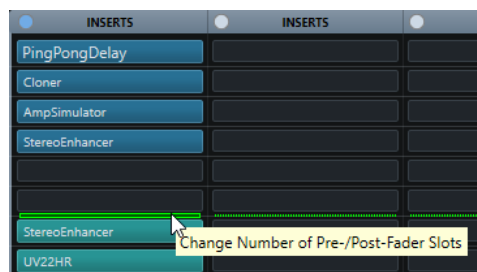 INSERTS
INSERTS
PingPongDelay
Cloner
AmpSimulator
StereoEnhancer
StereoEnhancer
Change Number of Pre-/Post-Fader Slots
UV22HR